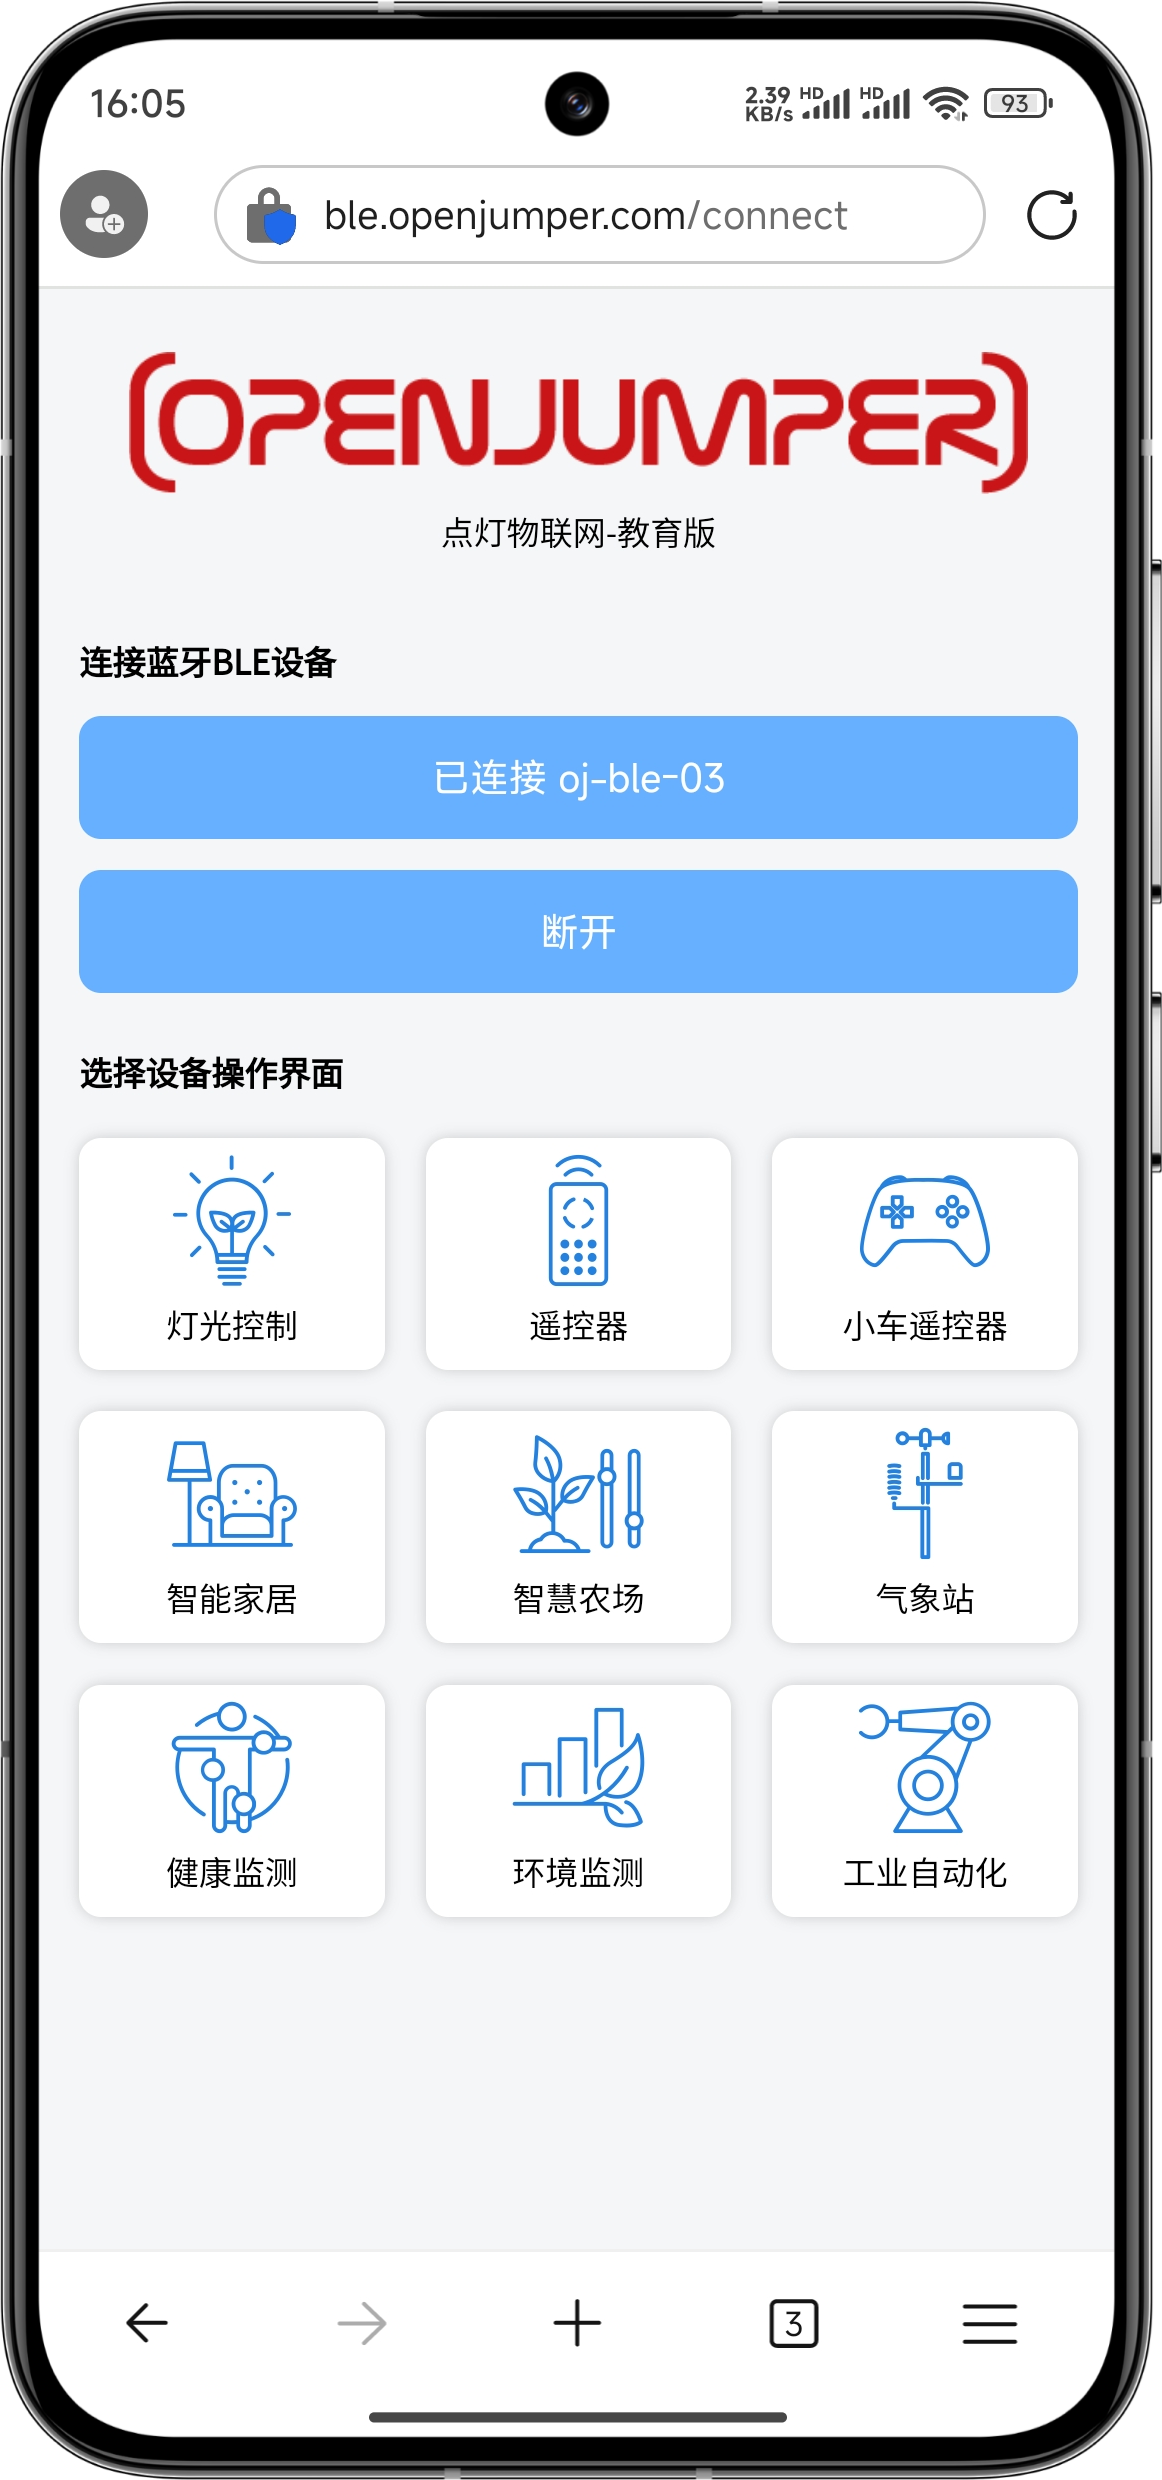 16:05
2.39 KB/s HD HD 93
ble.openjumper.com/connect
OPENJUMPER
点灯物联网-教育版
连接蓝牙BLE设备
已连接 oj-ble-03
断开
选择设备操作界面
灯光控制 遥控器 小车遥控器
智能家居 智慧农场 气象站
健康监测 环境监测 工业自动化
3